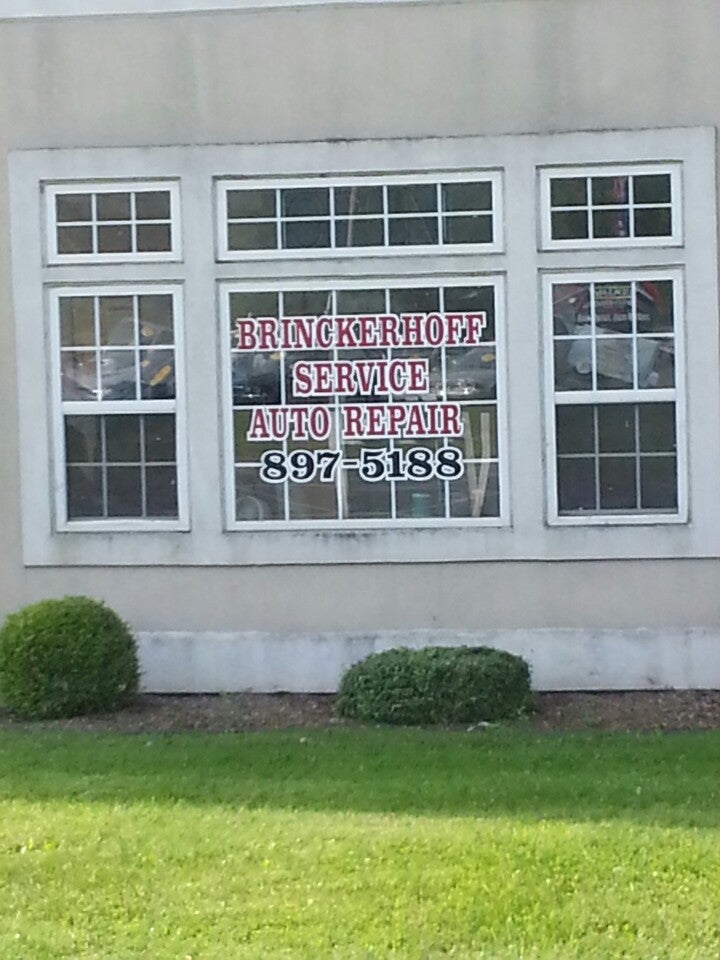 BRINCKERHOFF
SERVICE
AUTO REPAIR
897-5188